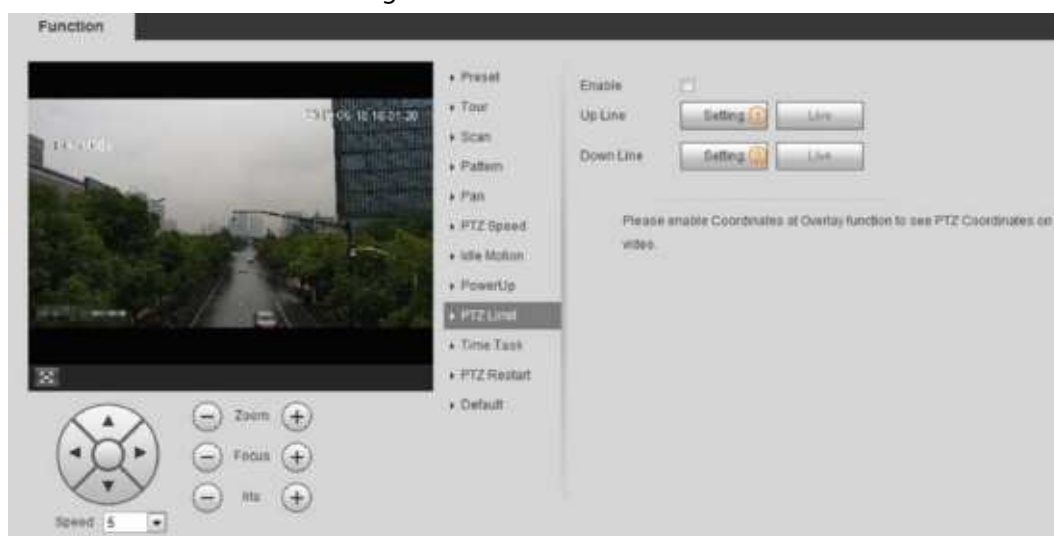 Function
Preset
Tour
Scan
Pattern
Pan
PTZ Speed
Idle Motion
PowerUp
PTZ Limit
Time Task
PTZ Restart
Default
Enable
Up Line
Setting
Live
Down Line
Setting
Live
Please enable Coordinates at Overlay function to see PTZ Coordinates on
video.
Zoom
Focus
Iris
Speed 5